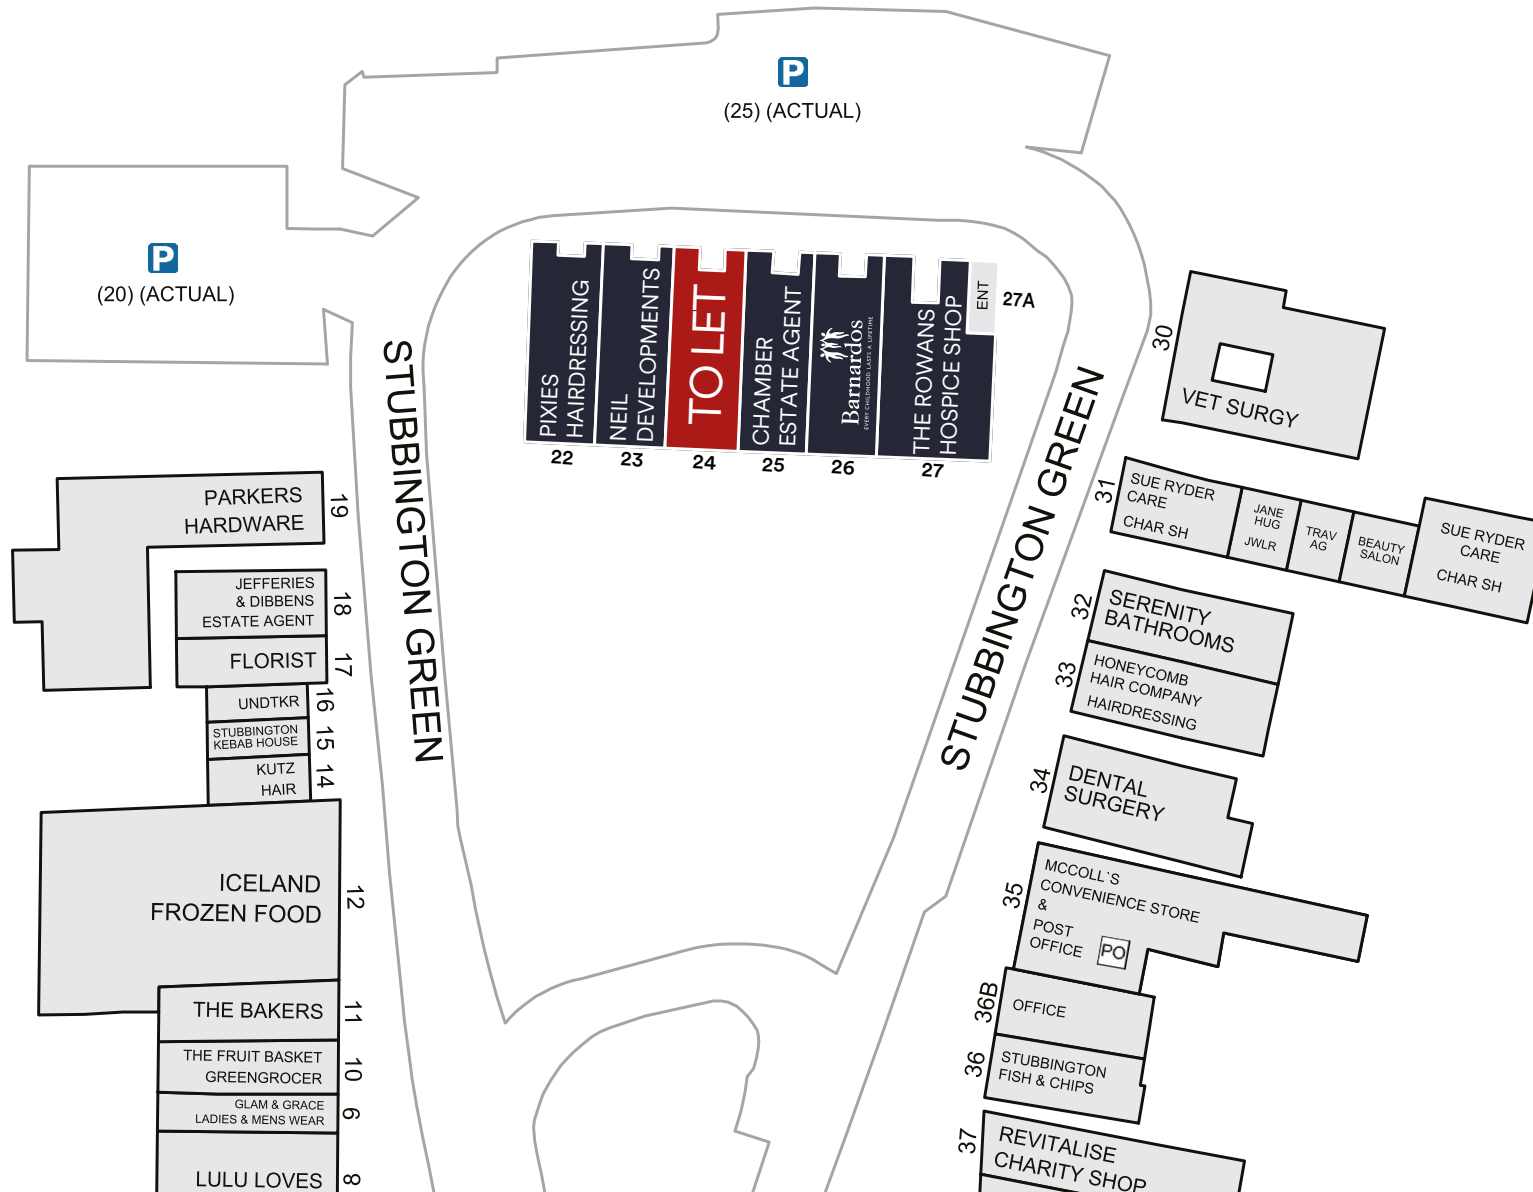 P
(25) (ACTUAL)
P
(20) (ACTUAL)
STUBBINGTON GREEN
STUBBINGTON GREEN
PIXIES
HAIRDRESSING
22
NEIL
DEVELOPMENTS
23
TO LET
24
CHAMBER
ESTATE AGENT
25
Barnardos
EVERY CHILDHOOD LASTS A LIFETIME
26
THE ROWANS
HOSPICE SHOP
27
ENT
27A
PARKERS
HARDWARE
19
JEFFERIES
& DIBBENS
ESTATE AGENT
18
FLORIST
17
UNDTKR
16
STUBBINGTON
KEBAB HOUSE
15
KUTZ
HAIR
14
ICELAND
FROZEN FOOD
12
THE BAKERS
11
THE FRUIT BASKET
GREENGROCER
10
GLAM & GRACE
LADIES & MENS WEAR
6
LULU LOVES
8
30
VET SURGY
31
SUE RYDER
CARE
CHAR SH
JANE
HUG
JWLR
TRAV
AG
BEAUTY
SALON
SUE RYDER
CARE
CHAR SH
32
SERENITY
BATHROOMS
33
HONEYCOMB
HAIR COMPANY
HAIRDRESSING
34
DENTAL
SURGERY
35
MCCOLL`S
CONVENIENCE STORE
&
POST
OFFICE
PO
36B
OFFICE
36
STUBBINGTON
FISH & CHIPS
37
REVITALISE
CHARITY SHOP